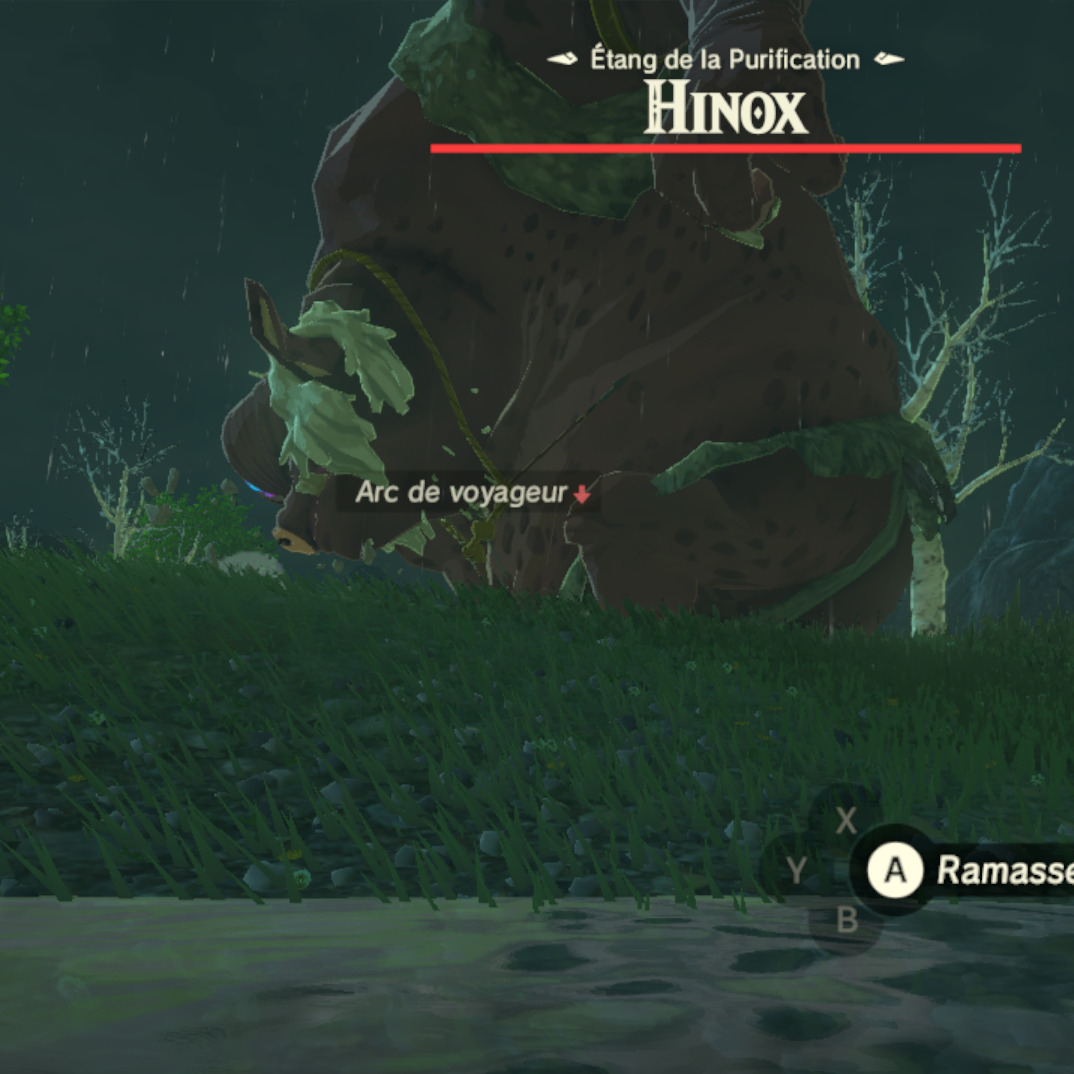 Étang de la Purification
HINOX
Arc de voyageur
X
Y
A Ramasse
B